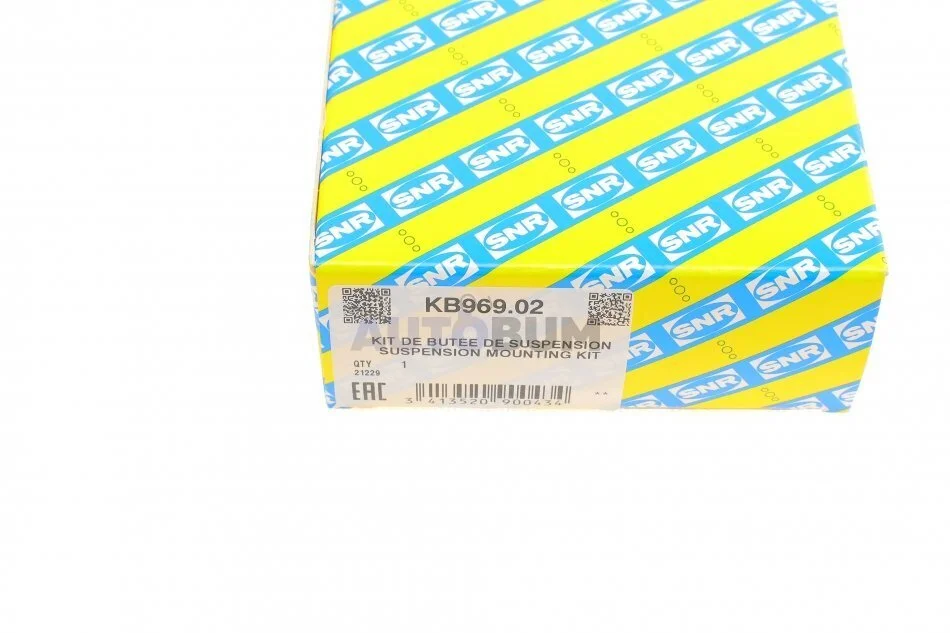 SNR
KB969.02
AUTOBUM
KIT DE BUTEE DE SUSPENSION
SUSPENSION MOUNTING KIT
QTY 1
21229
EAC
3 413520 900434 **